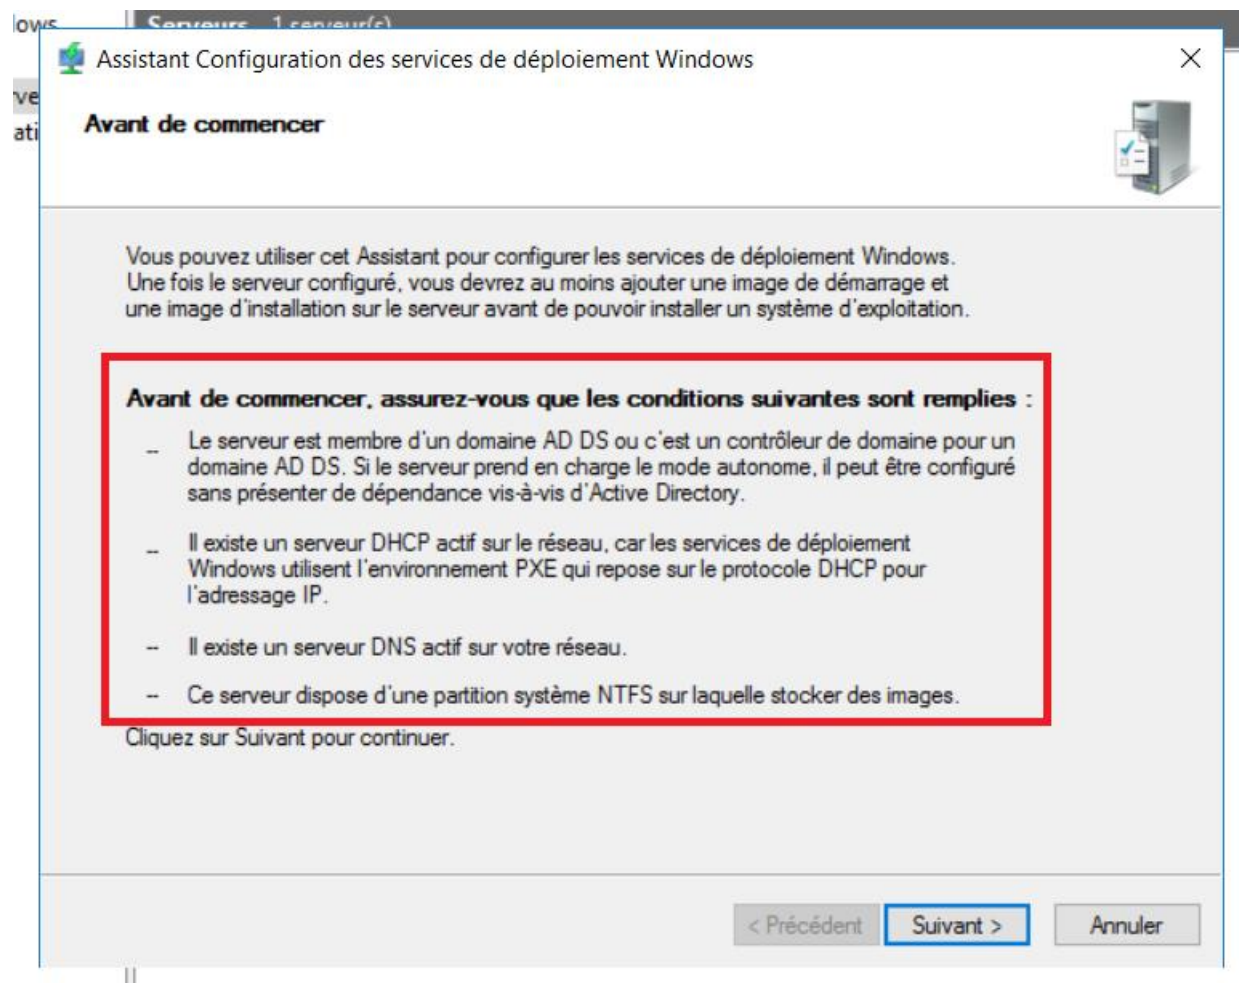 Serveurs 1 serveur(s)
Assistant Configuration des services de déploiement Windows
Avant de commencer
Vous pouvez utiliser cet Assistant pour configurer les services de déploiement Windows.
Une fois le serveur configuré, vous devrez au moins ajouter une image de démarrage et
une image d'installation sur le serveur avant de pouvoir installer un système d'exploitation.
Avant de commencer, assurez-vous que les conditions suivantes sont remplies :
-- Le serveur est membre d'un domaine AD DS ou c'est un contrôleur de domaine pour un
domaine AD DS. Si le serveur prend en charge le mode autonome, il peut être configuré
sans présenter de dépendance vis-à-vis d'Active Directory.
-- Il existe un serveur DHCP actif sur le réseau, car les services de déploiement
Windows utilisent l'environnement PXE qui repose sur le protocole DHCP pour
l'adressage IP.
-- Il existe un serveur DNS actif sur votre réseau.
-- Ce serveur dispose d'une partition système NTFS sur laquelle stocker des images.
Cliquez sur Suivant pour continuer.
< Précédent Suivant > Annuler